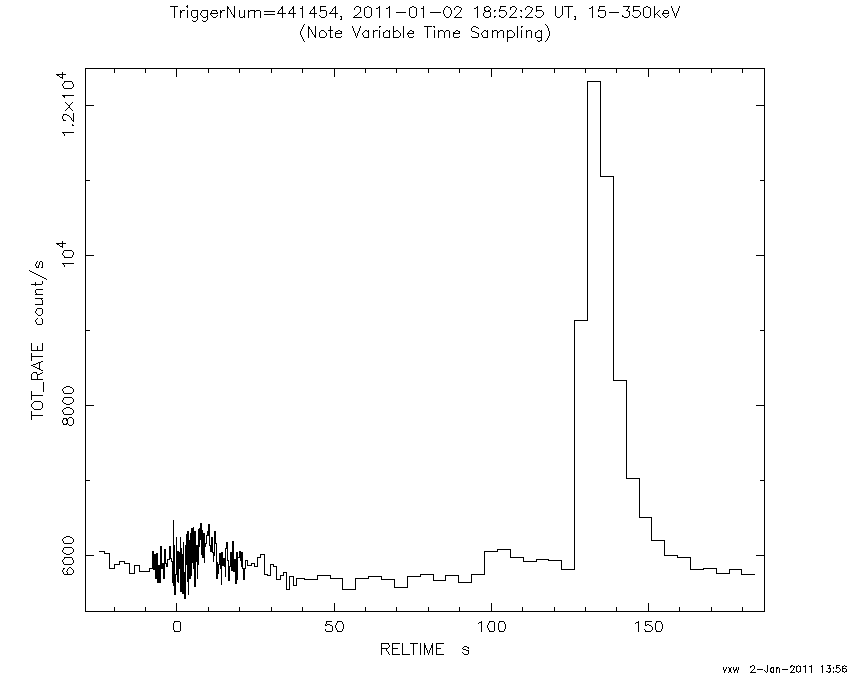 TriggerNum=441454, 2011-01-02 18:52:25 UT, 15-350keV
(Note Variable Time Sampling)
1.2×10⁴
10⁴
8000
6000
TOT_RATE count/s
0 50 100 150
RELTIME s
vxw 2-Jan-2011 13:56